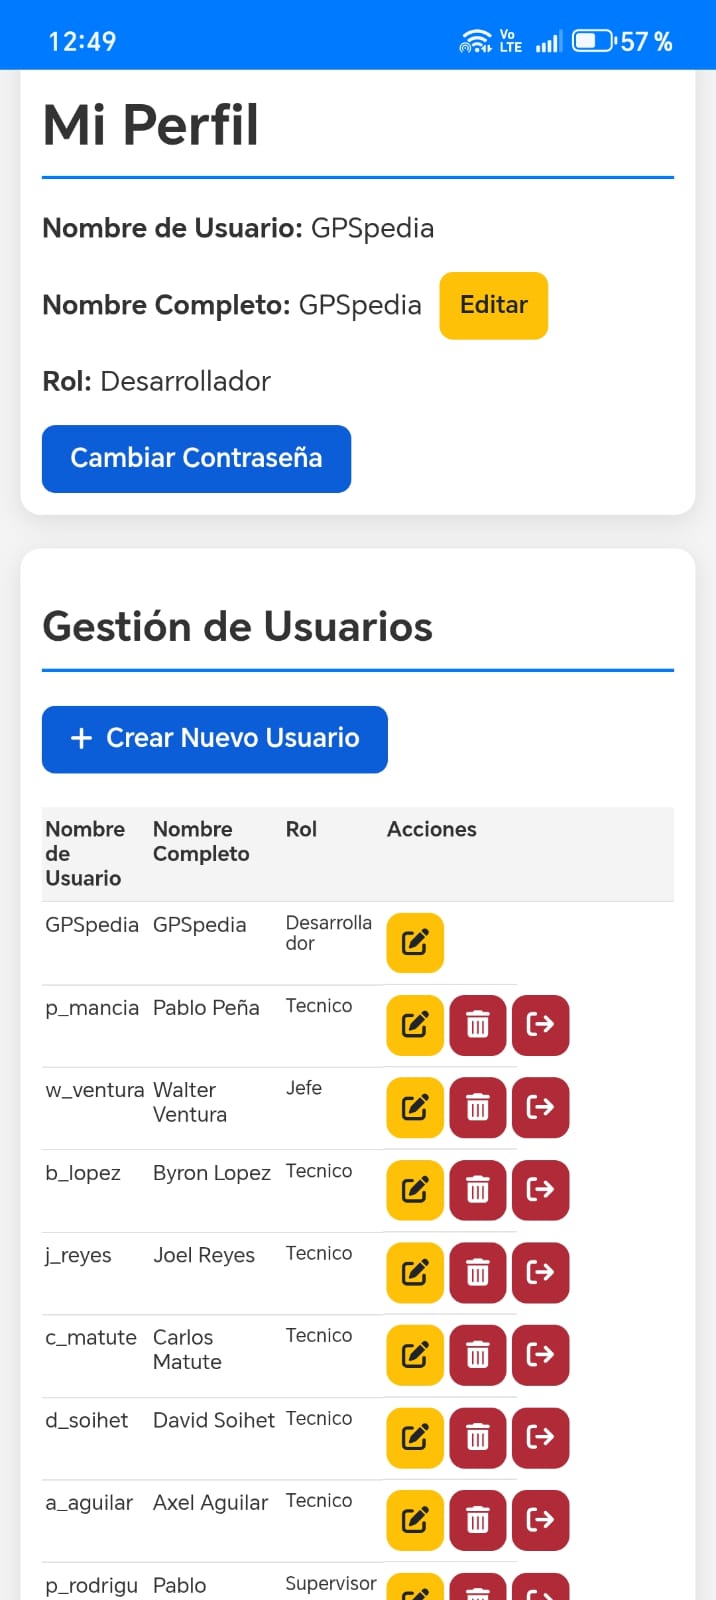 12:49 Vo LTE 57 %
Mi Perfil
Nombre de Usuario: GPSpedia
Nombre Completo: GPSpedia Editar
Rol: Desarrollador
Cambiar Contraseña
Gestión de Usuarios
+ Crear Nuevo Usuario
Nombre de Usuario Nombre Completo Rol Acciones
GPSpedia GPSpedia Desarrollador
p_mancia Pablo Peña Tecnico
w_ventura Walter Ventura Jefe
b_lopez Byron Lopez Tecnico
j_reyes Joel Reyes Tecnico
c_matute Carlos Matute Tecnico
d_soihet David Soihet Tecnico
a_aguilar Axel Aguilar Tecnico
p_rodrigu Pablo Supervisor